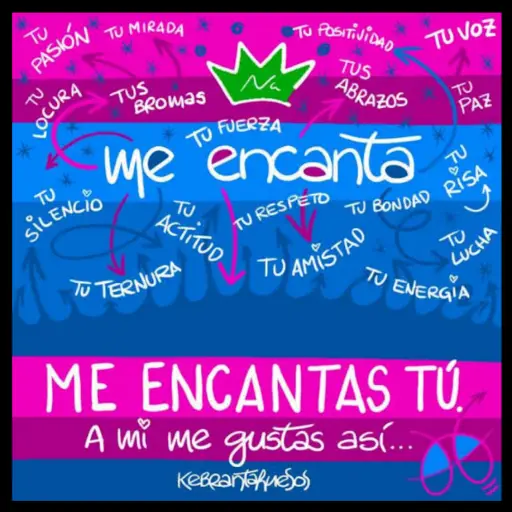 TU PASIÓN
TU MIRADA
TU POSITIVIDAD
TU VOZ
TU LOCURA
TUS BROMAS
Na
TUS ABRAZOS
TU PAZ
TU FUERZA
me encanta
TU RISA
TU SILENCIO
TU ACTITUD
TU RESPETO
TU BONDAD
TU LUCHA
TU TERNURA
TU AMISTAD
TU ENERGíA
ME ENCANTAS TÚ.
A mi me gustas así...
KeBRantaHueSoS